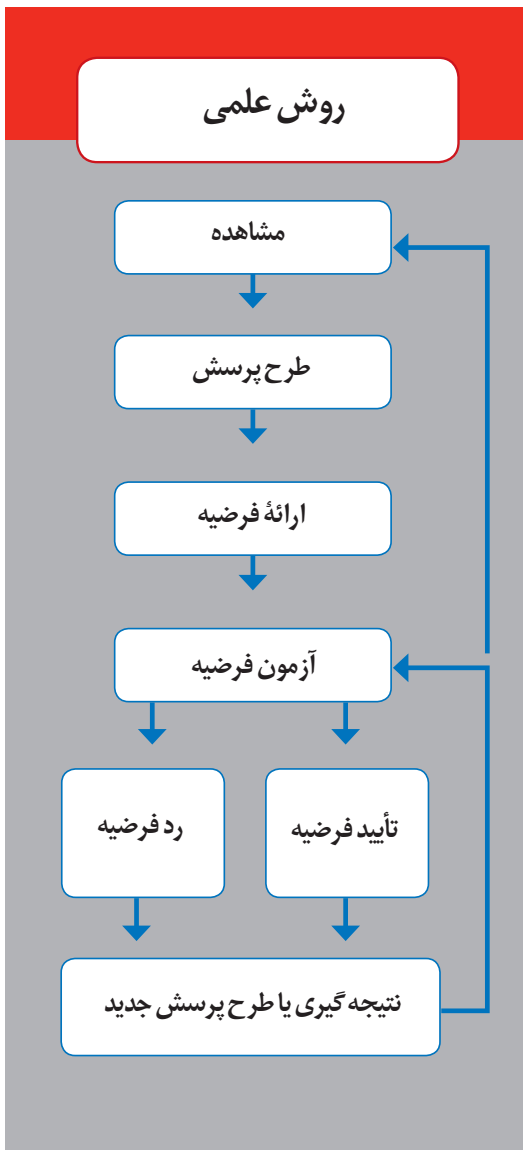 روش علمی
مشاهده
طرح پرسش
ارائهٔ فرضیه
آزمون فرضیه
تأیید فرضیه
رد فرضیه
نتیجه گیری یا طرح پرسش جدید